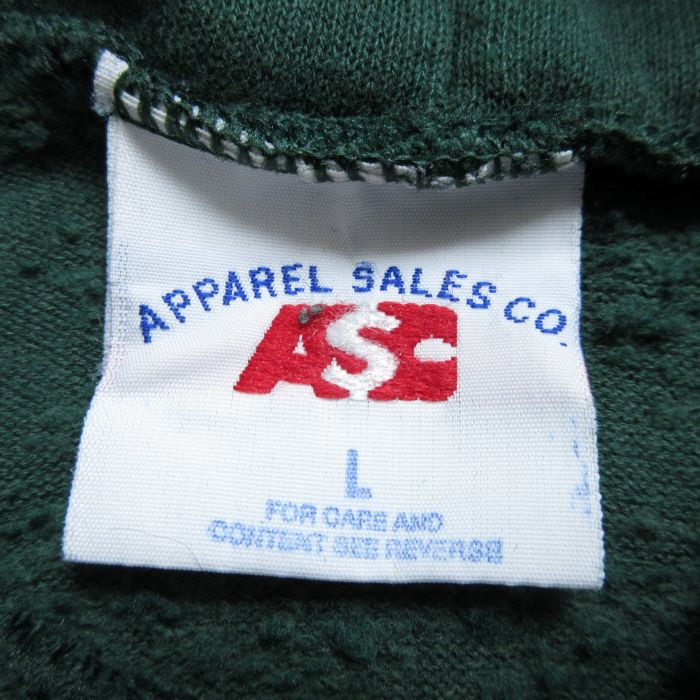 APPAREL SALES CO.
ASC
L
FOR CARE AND
CONTENT SEE REVERSE